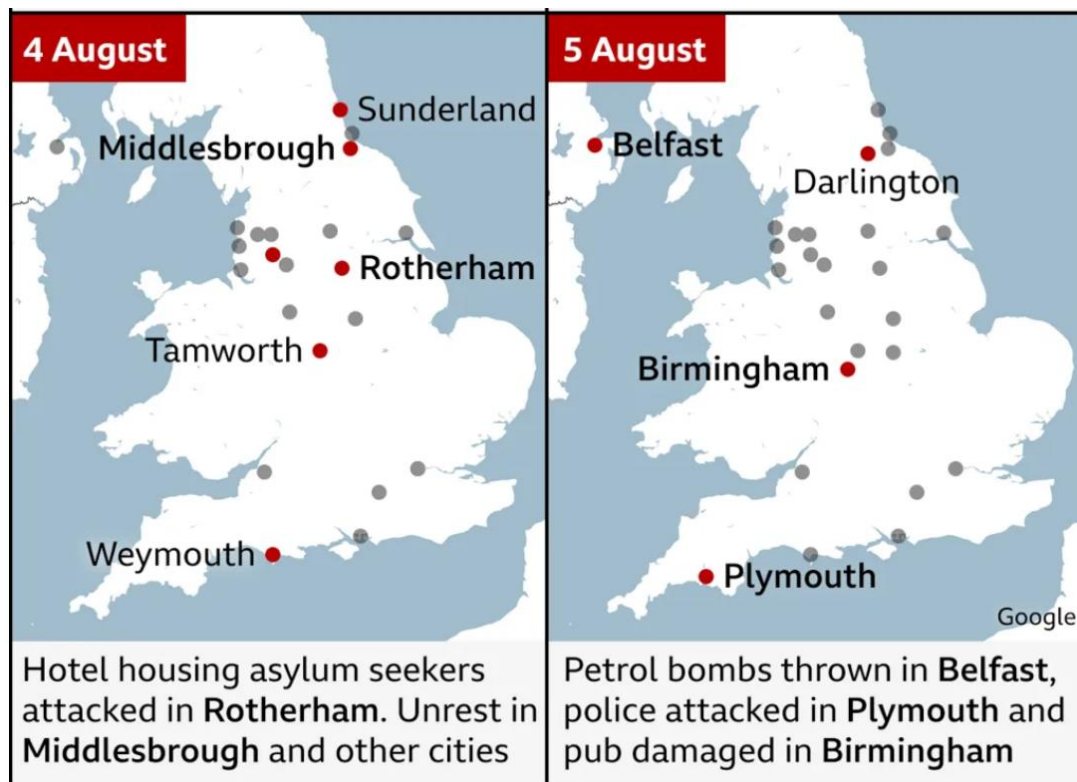 4 August
Sunderland
Middlesbrough
Rotherham
Tamworth
Weymouth
Hotel housing asylum seekers
attacked in Rotherham. Unrest in
Middlesbrough and other cities
5 August
Belfast
Darlington
Birmingham
Plymouth
Google
Petrol bombs thrown in Belfast,
police attacked in Plymouth and
pub damaged in Birmingham